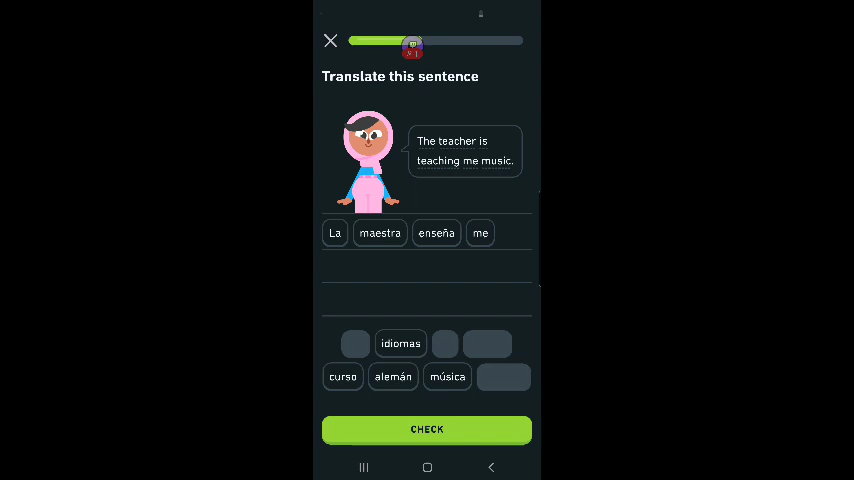 Translate this sentence
The teacher is
teaching me music.
La maestra enseña me
idiomas
curso alemán música
CHECK